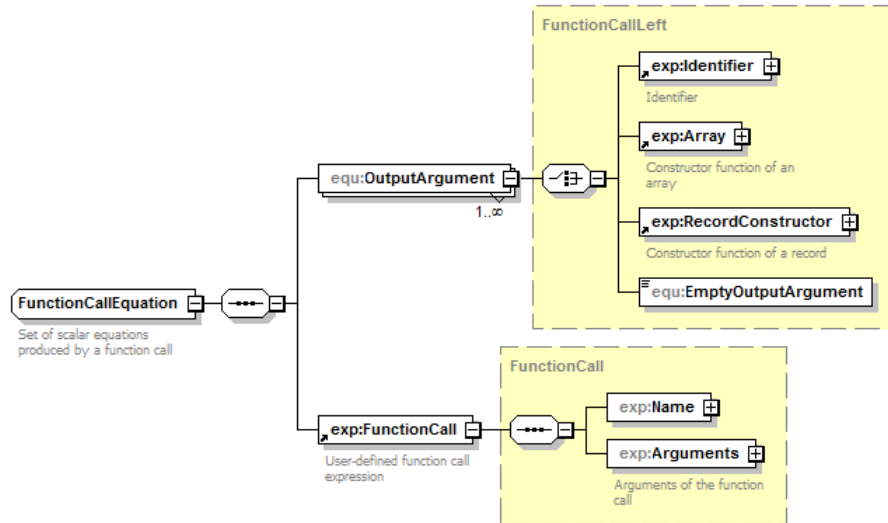 FunctionCallLeft
exp:Identifier
Identifier
exp:Array
Constructor function of an
array
equ:OutputArgument
1..∞
exp:RecordConstructor
Constructor function of a record
equ:EmptyOutputArgument
FunctionCallEquation
Set of scalar equations
produced by a function call
FunctionCall
exp:Name
exp:FunctionCall
User-defined function call
expression
exp:Arguments
Arguments of the function
call